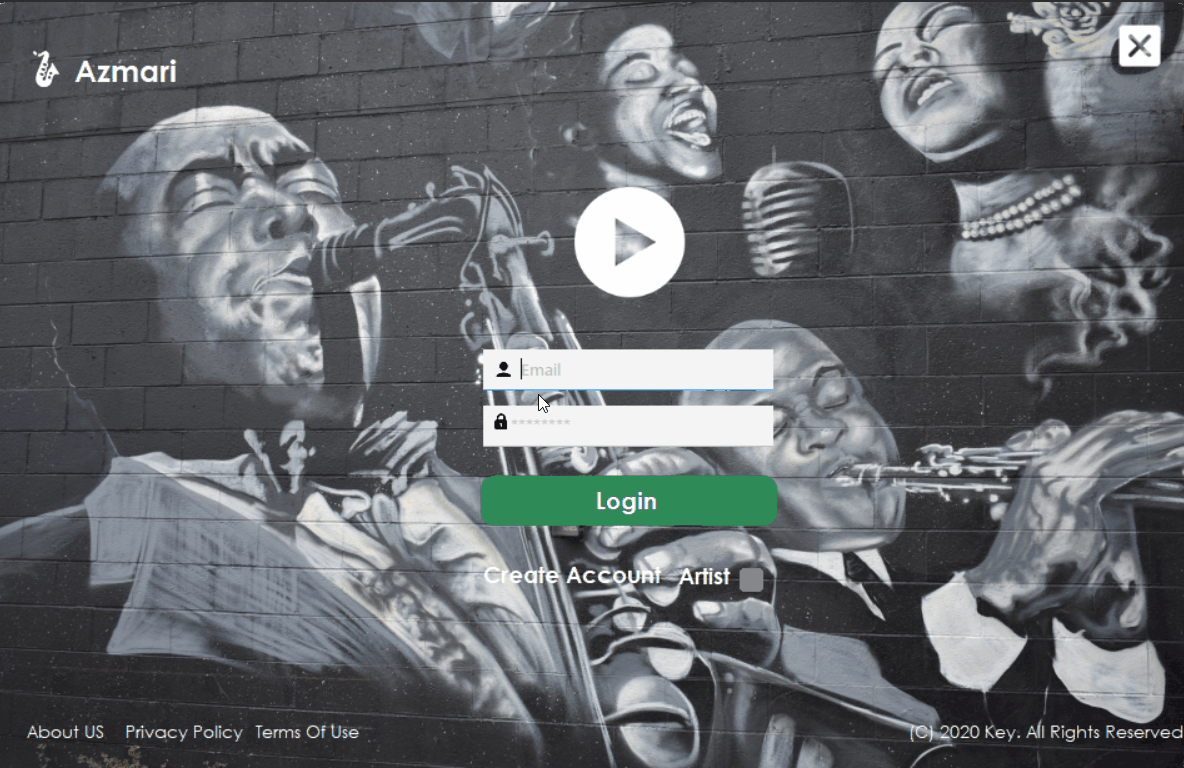 Azmari
Email
********
Login
Create Account Artist
About US Privacy Policy Terms Of Use
(C) 2020 Key. All Rights Reserved